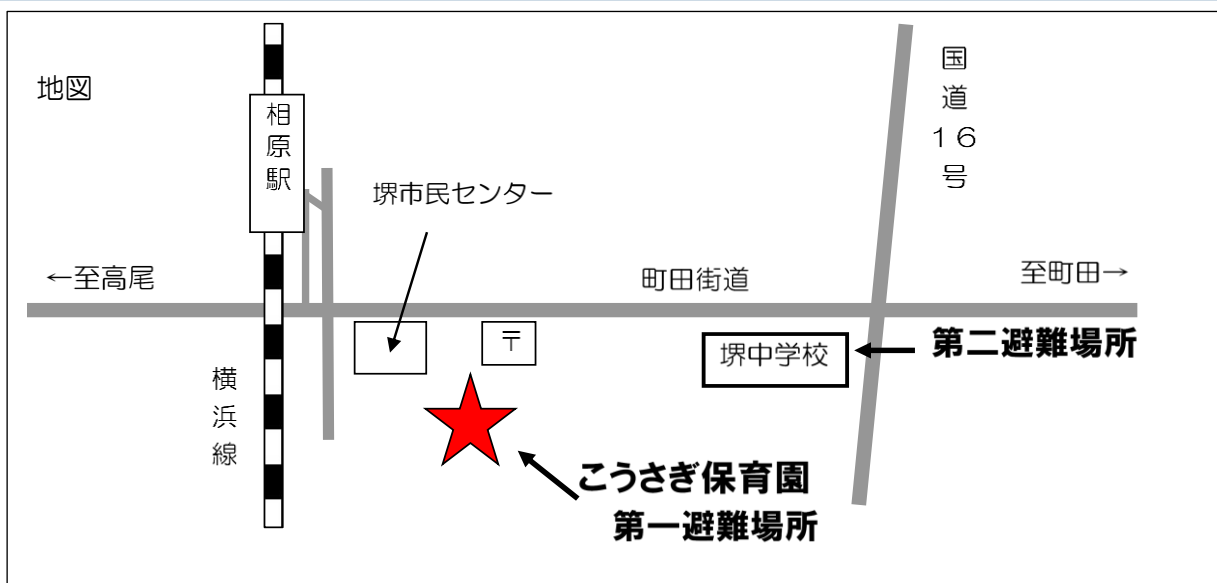 地図
相原駅
国道１６号
堺市民センター
←至高尾
町田街道
至町田→
〒
堺中学校
第二避難場所
横浜線
こうさぎ保育園
第一避難場所